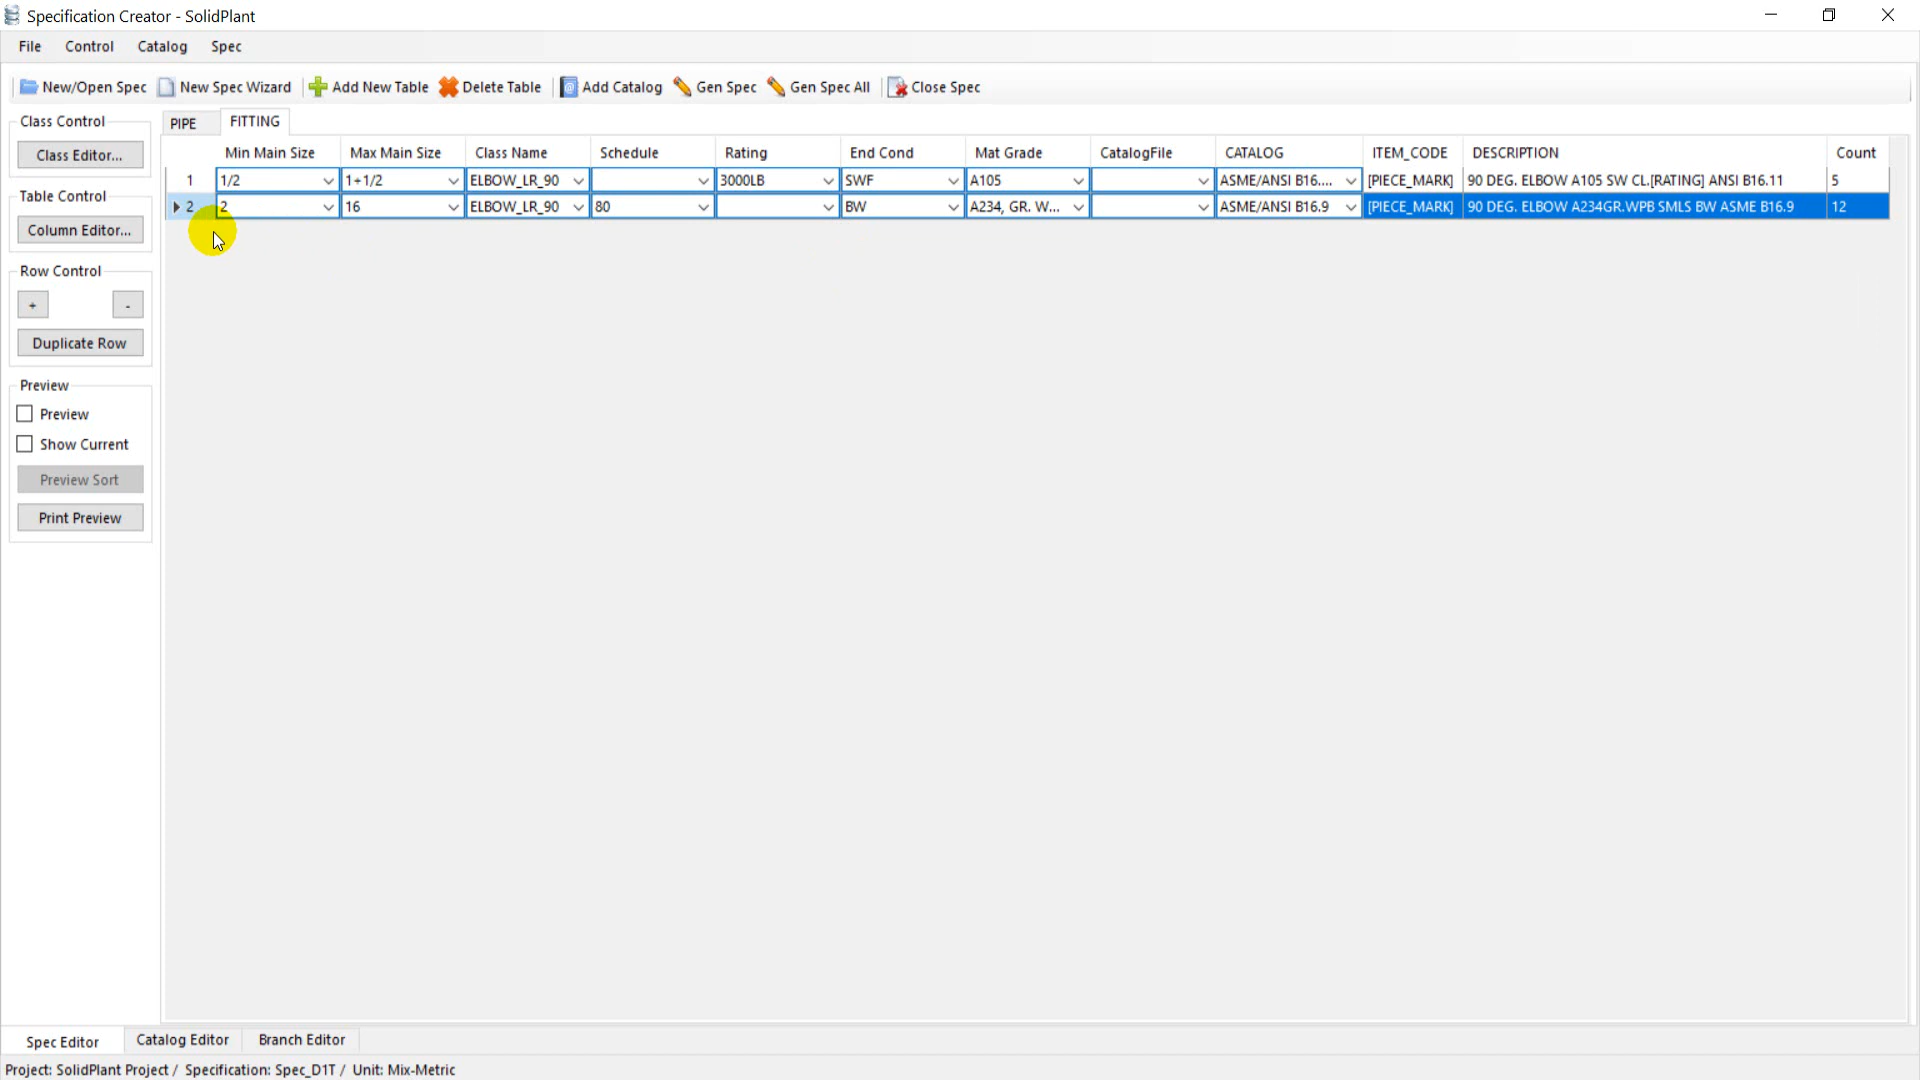 Specification Creator - SolidPlant
File Control Catalog Spec
New/Open Spec New Spec Wizard Add New Table Delete Table Add Catalog Gen Spec Gen Spec All Close Spec
Class Control
Class Editor...
Table Control
Column Editor...
Row Control
+ -
Duplicate Row
Preview
Preview
Show Current
Preview Sort
Print Preview
PIPE FITTING
Min Main Size Max Main Size Class Name Schedule Rating End Cond Mat Grade CatalogFile CATALOG ITEM_CODE DESCRIPTION Count
1 1/2 1+1/2 ELBOW_LR_90 3000LB SWF A105 ASME/ANSI B16.... [PIECE_MARK] 90 DEG. ELBOW A105 SW CL.[RATING] ANSI B16.11 5
2 2 16 ELBOW_LR_90 80 BW A234, GR. W... ASME/ANSI B16.9 [PIECE_MARK] 90 DEG. ELBOW A234GR.WPB SMLS BW ASME B16.9 12
Spec Editor Catalog Editor Branch Editor
Project: SolidPlant Project / Specification: Spec_D1T / Unit: Mix-Metric